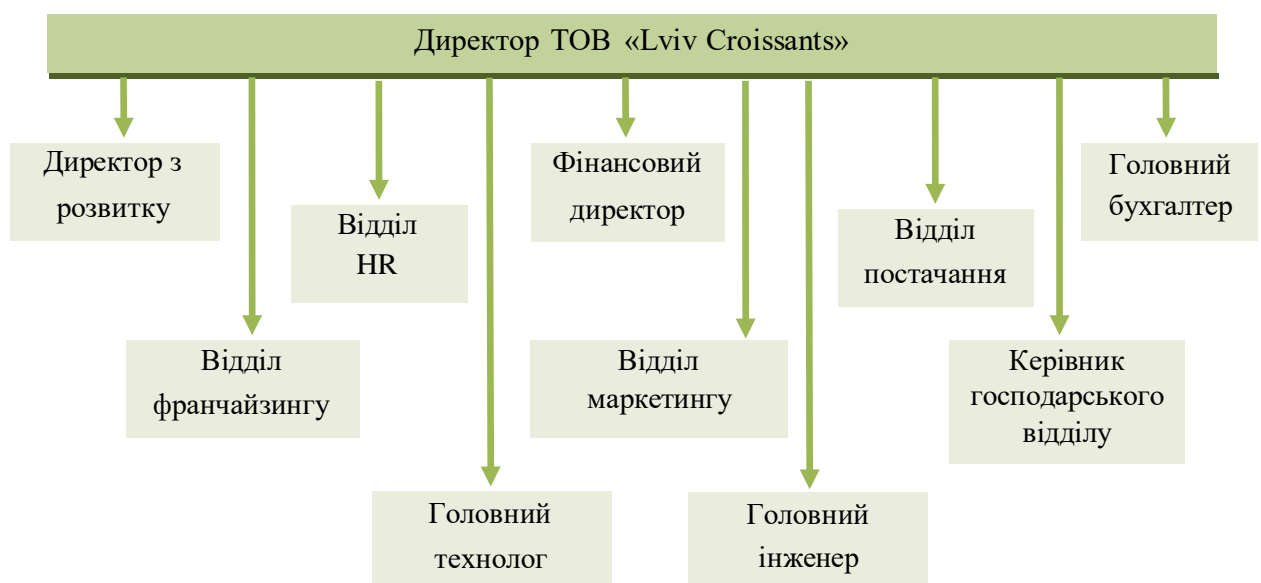 Директор ТОВ «Lviv Croissants»
Директор з
розвитку
Фінансовий
директор
Головний
бухгалтер
Відділ
HR
Відділ
постачання
Відділ
франчайзингу
Відділ
маркетингу
Керівник
господарського
відділу
Головний
технолог
Головний
інженер